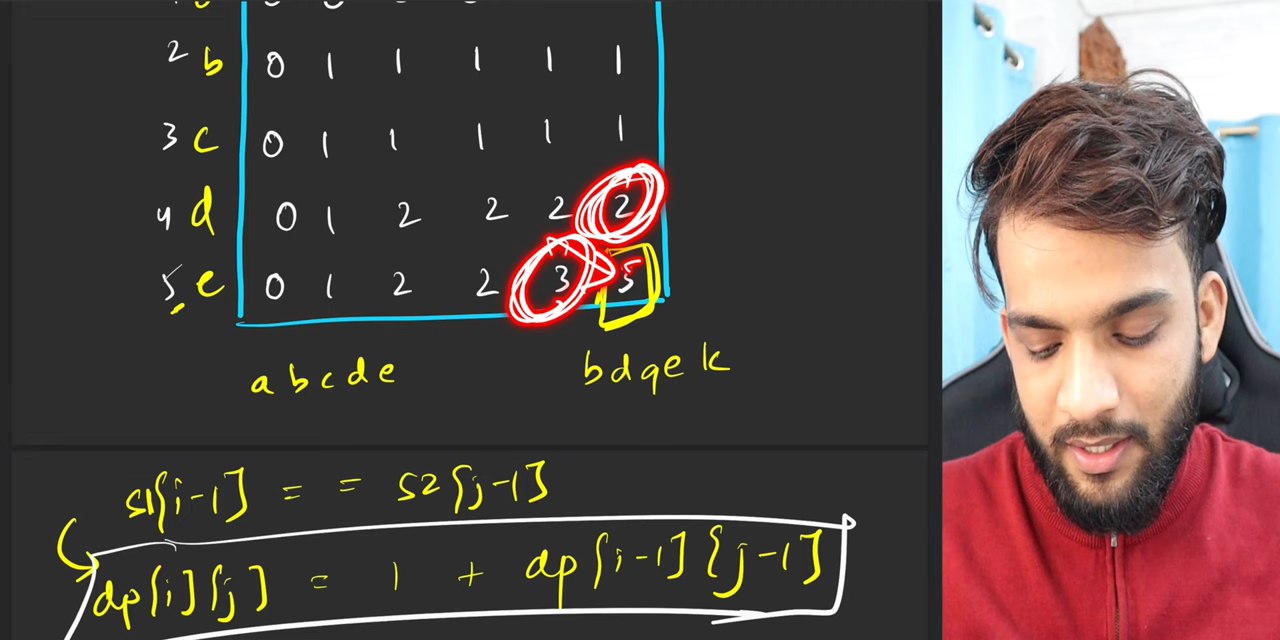 2 b 0 1 1 1 1 1
3 c 0 1 1 1 1 1
4 d 0 1 2 2 2 2
5 e 0 1 2 2 3 5
a b c d e b d g e k
S1[i-1] = = S2[j-1]
dp[i][j] = 1 + dp[i-1][j-1]